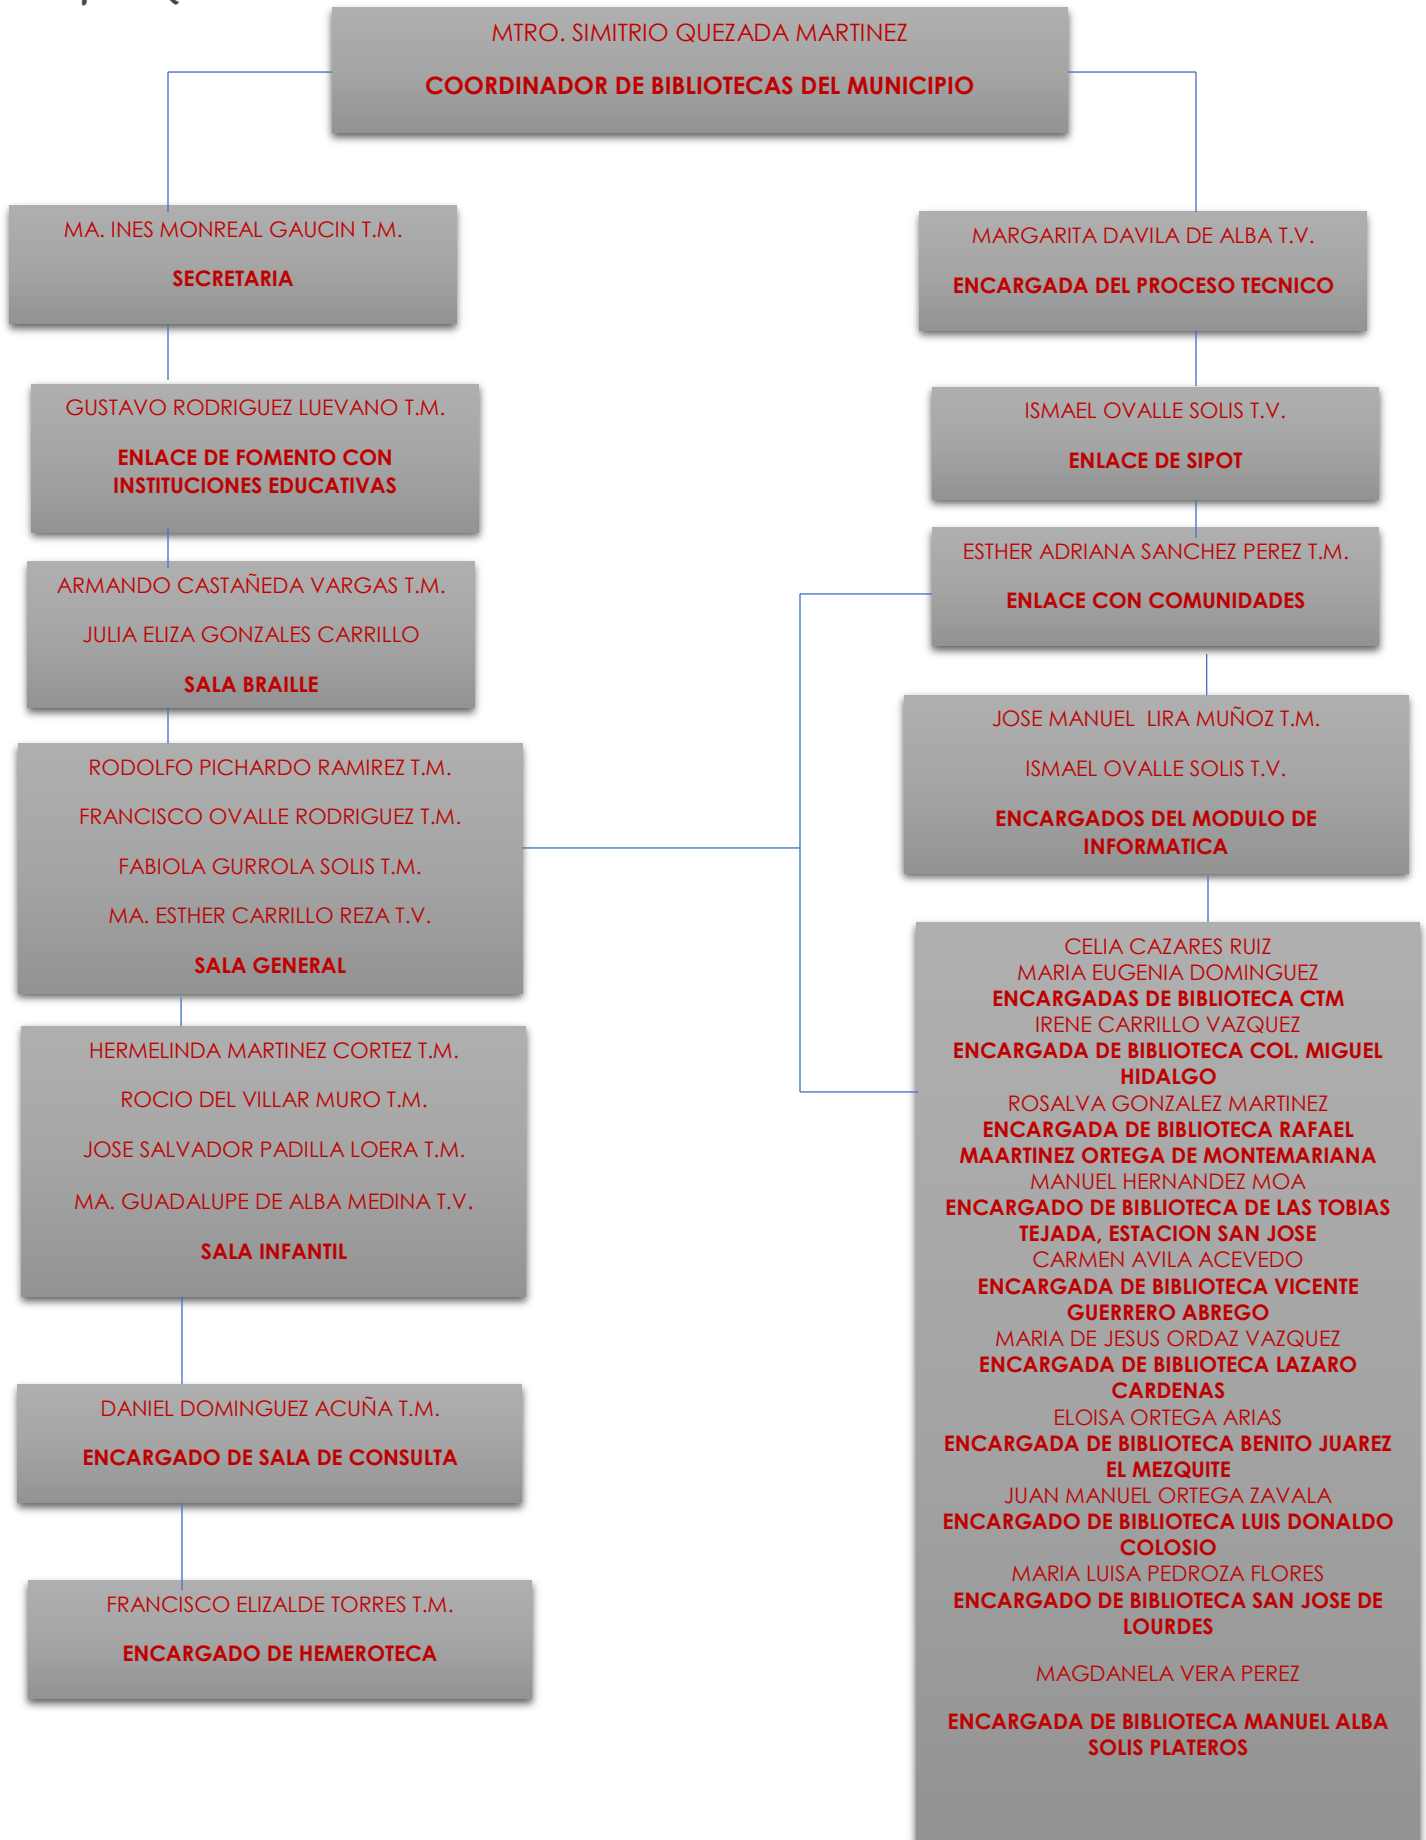 MTRO. SIMITRIO QUEZADA MARTINEZ
COORDINADOR DE BIBLIOTECAS DEL MUNICIPIO
MA. INES MONREAL GAUCIN T.M.
SECRETARIA
GUSTAVO RODRIGUEZ LUEVANO T.M.
ENLACE DE FOMENTO CON
INSTITUCIONES EDUCATIVAS
ARMANDO CASTAÑEDA VARGAS T.M.
JULIA ELIZA GONZALES CARRILLO
SALA BRAILLE
RODOLFO PICHARDO RAMIREZ T.M.
FRANCISCO OVALLE RODRIGUEZ T.M.
FABIOLA GURROLA SOLIS T.M.
MA. ESTHER CARRILLO REZA T.V.
SALA GENERAL
HERMELINDA MARTINEZ CORTEZ T.M.
ROCIO DEL VILLAR MURO T.M.
JOSE SALVADOR PADILLA LOERA T.M.
MA. GUADALUPE DE ALBA MEDINA T.V.
SALA INFANTIL
DANIEL DOMINGUEZ ACUÑA T.M.
ENCARGADO DE SALA DE CONSULTA
FRANCISCO ELIZALDE TORRES T.M.
ENCARGADO DE HEMEROTECA
MARGARITA DAVILA DE ALBA T.V.
ENCARGADA DEL PROCESO TECNICO
ISMAEL OVALLE SOLIS T.V.
ENLACE DE SIPOT
ESTHER ADRIANA SANCHEZ PEREZ T.M.
ENLACE CON COMUNIDADES
JOSE MANUEL  LIRA MUÑOZ T.M.
ISMAEL OVALLE SOLIS T.V.
ENCARGADOS DEL MODULO DE
INFORMATICA
CELIA CAZARES RUIZ
MARIA EUGENIA DOMINGUEZ
ENCARGADAS DE BIBLIOTECA CTM
IRENE CARRILLO VAZQUEZ
ENCARGADA DE BIBLIOTECA COL. MIGUEL
HIDALGO
ROSALVA GONZALEZ MARTINEZ
ENCARGADA DE BIBLIOTECA RAFAEL
MAARTINEZ ORTEGA DE MONTEMARIANA
MANUEL HERNANDEZ MOA
ENCARGADO DE BIBLIOTECA DE LAS TOBIAS
TEJADA, ESTACION SAN JOSE
CARMEN AVILA ACEVEDO
ENCARGADA DE BIBLIOTECA VICENTE
GUERRERO ABREGO
MARIA DE JESUS ORDAZ VAZQUEZ
ENCARGADA DE BIBLIOTECA LAZARO
CARDENAS
ELOISA ORTEGA ARIAS
ENCARGADA DE BIBLIOTECA BENITO JUAREZ
EL MEZQUITE
JUAN MANUEL ORTEGA ZAVALA
ENCARGADO DE BIBLIOTECA LUIS DONALDO
COLOSIO
MARIA LUISA PEDROZA FLORES
ENCARGADO DE BIBLIOTECA SAN JOSE DE
LOURDES
MAGDANELA VERA PEREZ
ENCARGADA DE BIBLIOTECA MANUEL ALBA
SOLIS PLATEROS